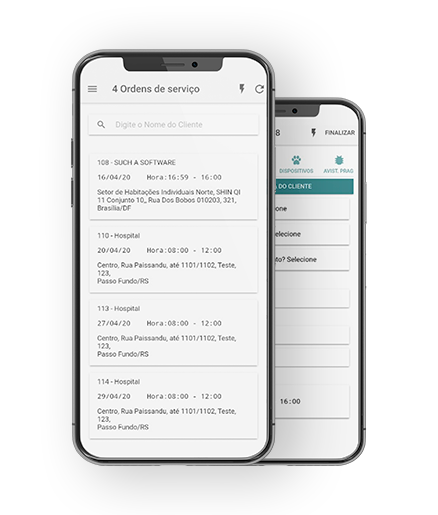 4 Ordens de serviço
Digite o Nome do Cliente
108 - SUCH A SOFTWARE
16/04/20 Hora:16:59 - 16:00
Setor de Habitações Individuais Norte, SHIN QI
11 Conjunto 10,, Rua Dos Bobos 010203, 321,
Brasília/DF
110 - Hospital
20/04/20 Hora:08:00 - 12:00
Centro, Rua Paissandu, até 1101/1102, Teste,
123,
Passo Fundo/RS
113 - Hospital
27/04/20 Hora:08:00 - 12:00
Centro, Rua Paissandu, até 1101/1102, Teste,
123,
Passo Fundo/RS
114 - Hospital
29/04/20 Hora:08:00 - 12:00
Centro, Rua Paissandu, até 1101/1102, Teste,
123,
Passo Fundo/RS
8 FINALIZAR
DISPOSITIVOS AVIST. PRAG
DO CLIENTE
one
Selecione
to? Selecione
16:00